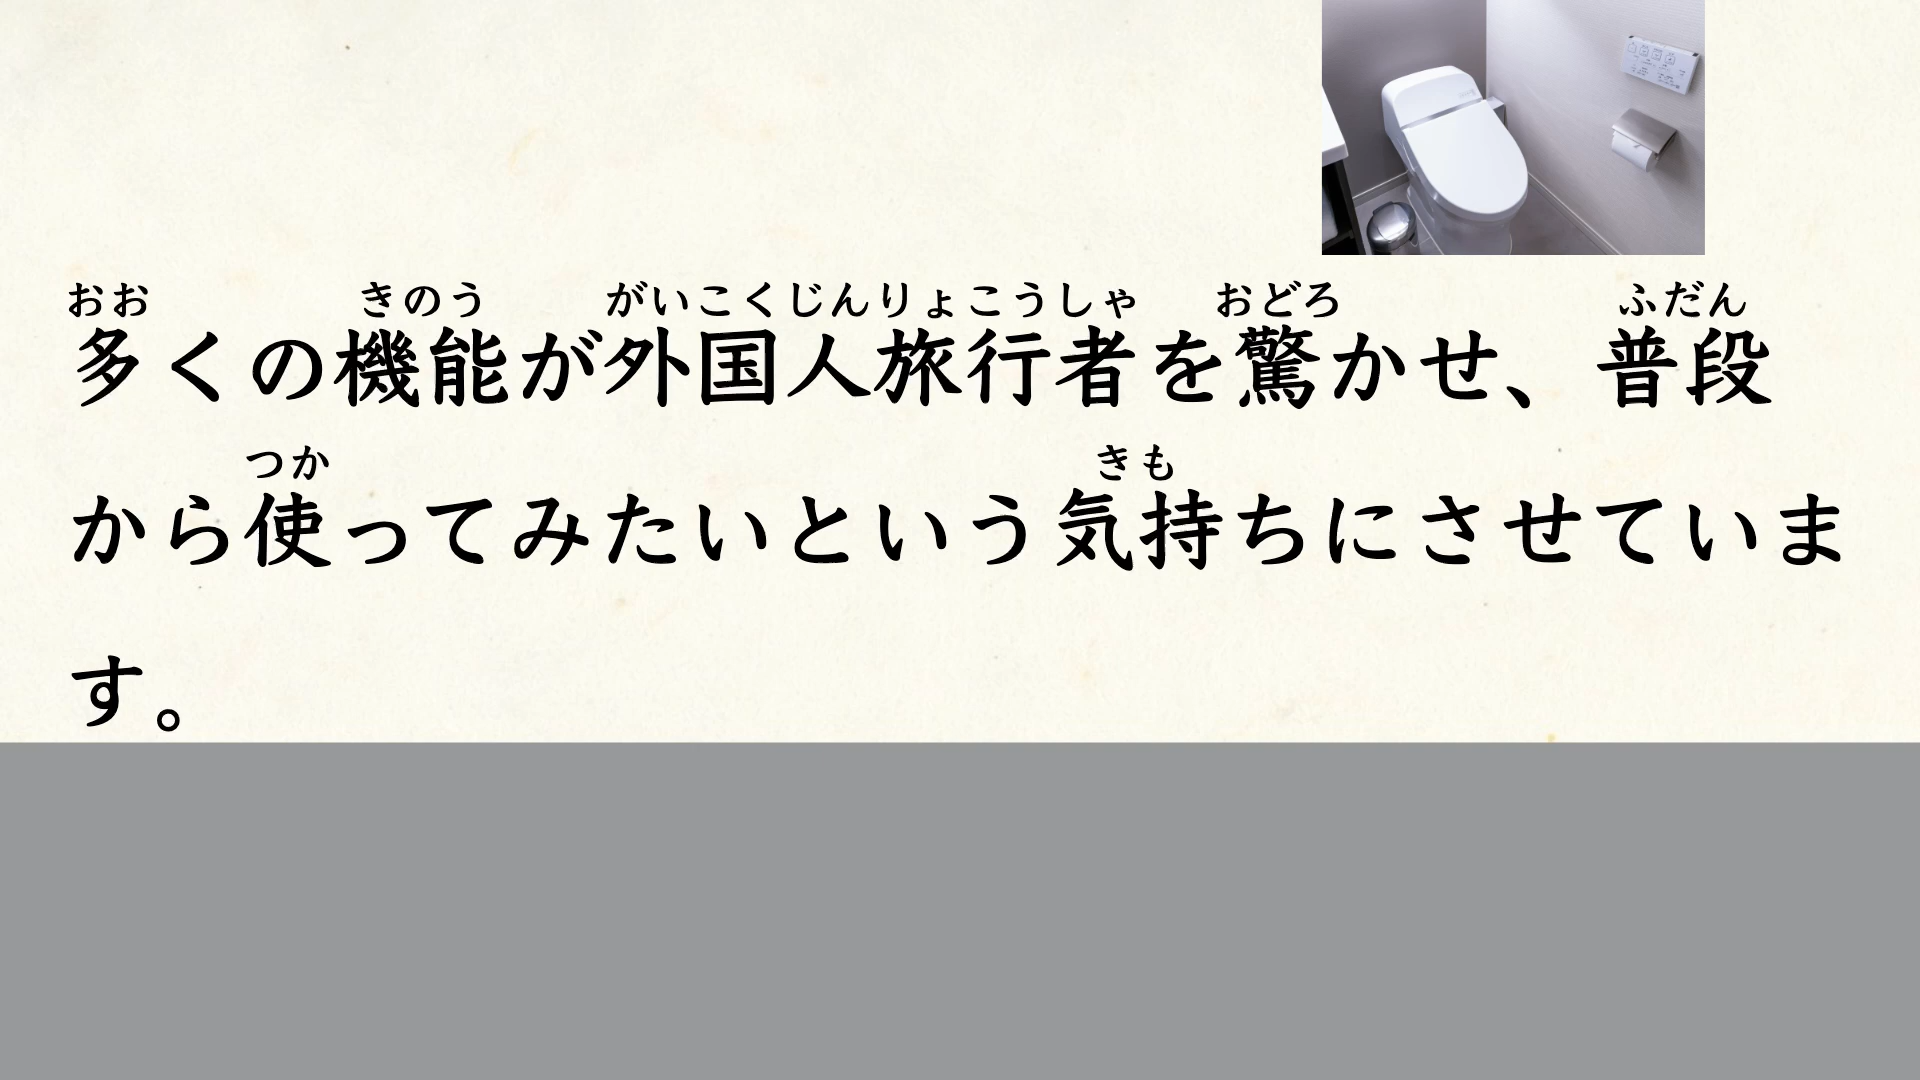 おお きのう がいこくじんりょこうしゃ おどろ ふだん
多くの機能が外国人旅行者を驚かせ、普段
つか きも
から使ってみたいという気持ちにさせていま
す。